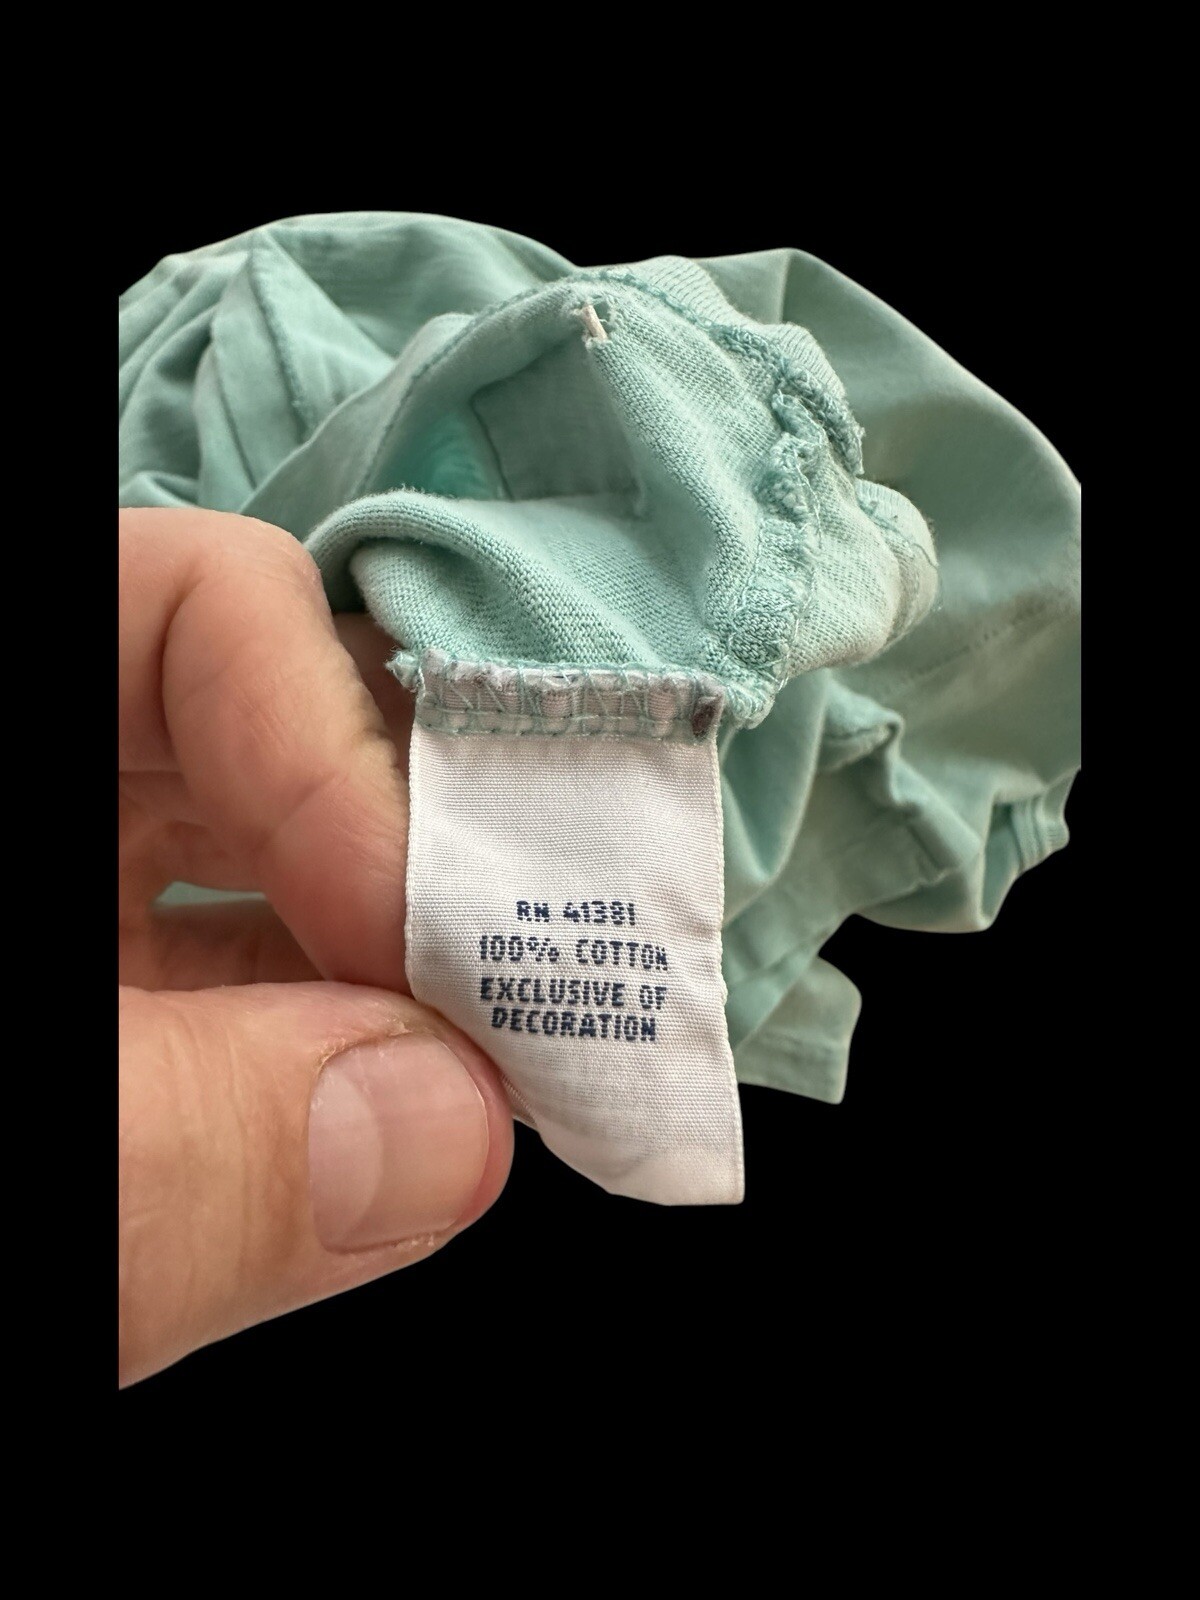 RN 41381
100% COTTON
EXCLUSIVE OF
DECORATION